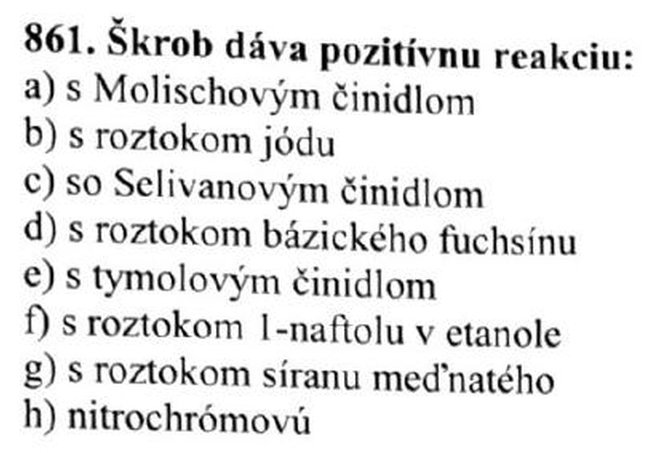 861. Škrob dáva pozitívnu reakciu:
a) s Molischovým činidlom
b) s roztokom jódu
c) so Selivanovým činidlom
d) s roztokom bázického fuchsínu
e) s tymolovým činidlom
f) s roztokom 1-naftolu v etanole
g) s roztokom síranu meďnatého
h) nitrochrómovú